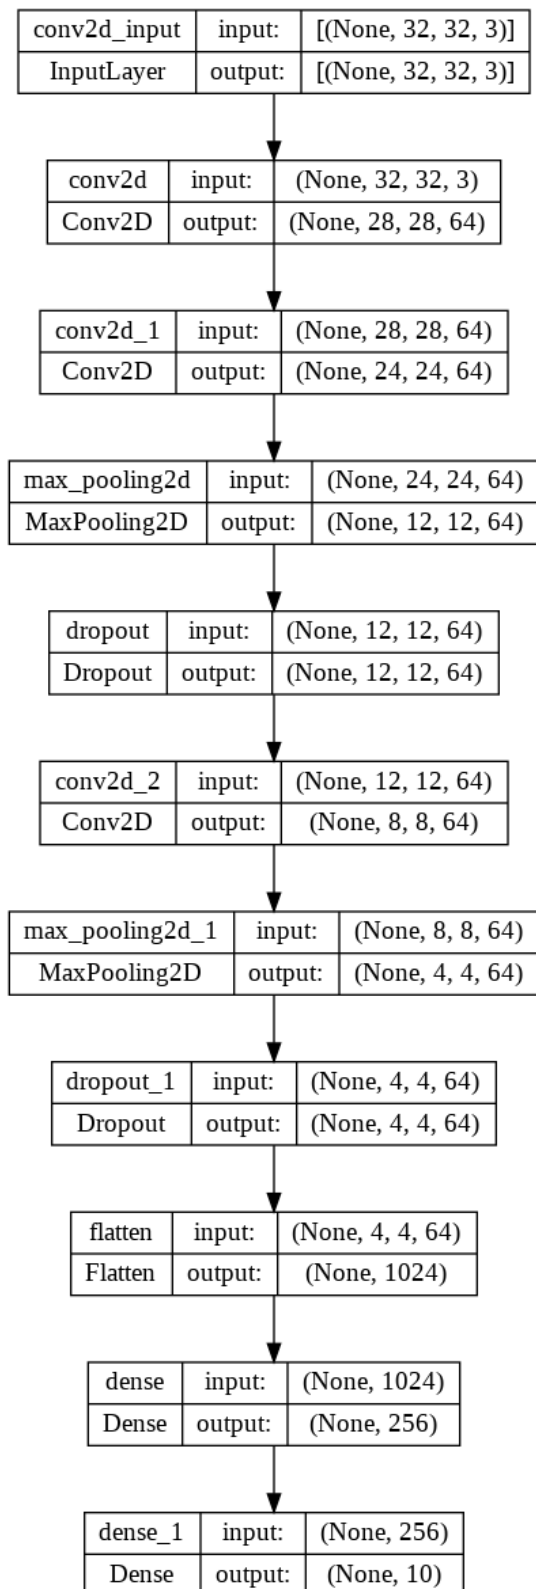 conv2d_input input: [(None, 32, 32, 3)]
InputLayer output: [(None, 32, 32, 3)]
conv2d input: (None, 32, 32, 3)
Conv2D output: (None, 28, 28, 64)
conv2d_1 input: (None, 28, 28, 64)
Conv2D output: (None, 24, 24, 64)
max_pooling2d input: (None, 24, 24, 64)
MaxPooling2D output: (None, 12, 12, 64)
dropout input: (None, 12, 12, 64)
Dropout output: (None, 12, 12, 64)
conv2d_2 input: (None, 12, 12, 64)
Conv2D output: (None, 8, 8, 64)
max_pooling2d_1 input: (None, 8, 8, 64)
MaxPooling2D output: (None, 4, 4, 64)
dropout_1 input: (None, 4, 4, 64)
Dropout output: (None, 4, 4, 64)
flatten input: (None, 4, 4, 64)
Flatten output: (None, 1024)
dense input: (None, 1024)
Dense output: (None, 256)
dense_1 input: (None, 256)
Dense output: (None, 10)